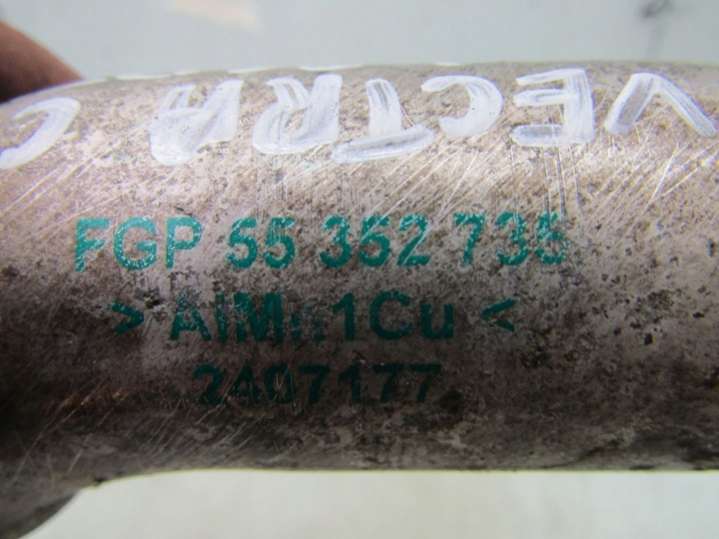 VECTRA C
FGP 55 352 735
> AlMn1Cu <
2407177